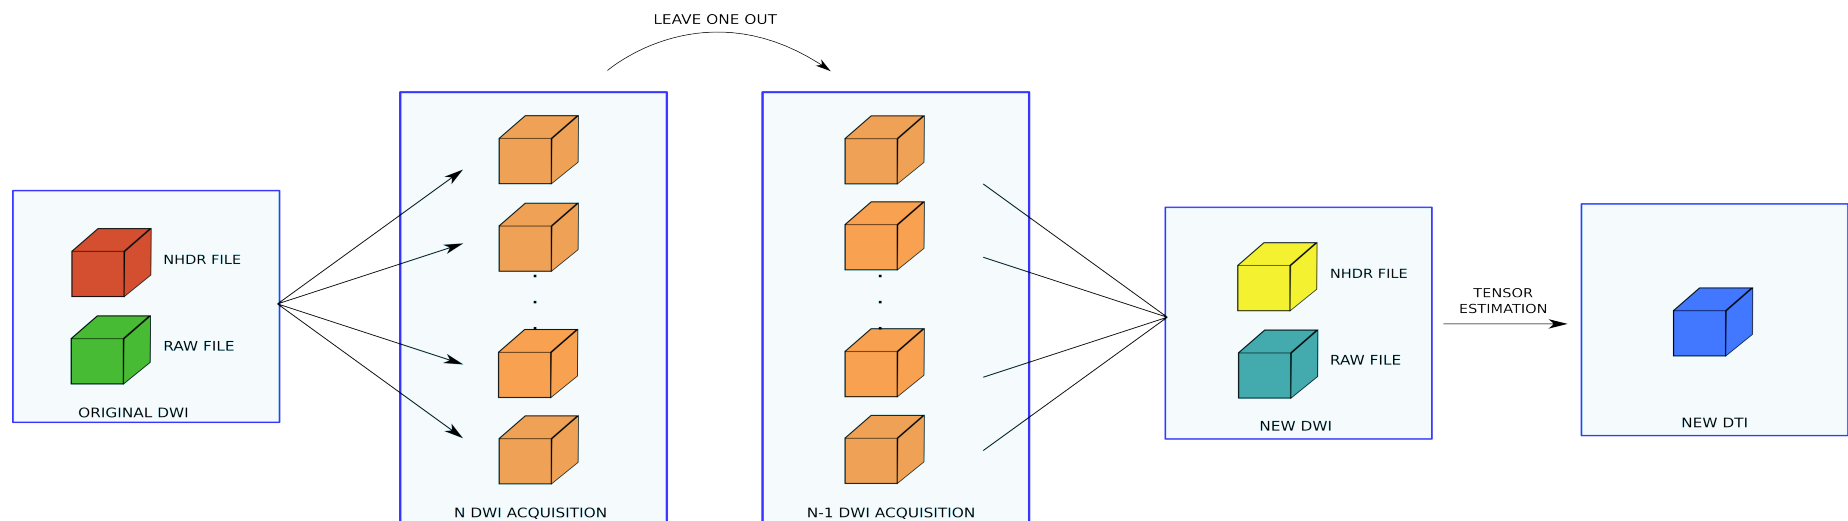 LEAVE ONE OUT
NHDR FILE
RAW FILE
ORIGINAL DWI
N DWI ACQUISITION
N-1 DWI ACQUISITION
NHDR FILE
RAW FILE
NEW DWI
TENSOR
ESTIMATION
NEW DTI